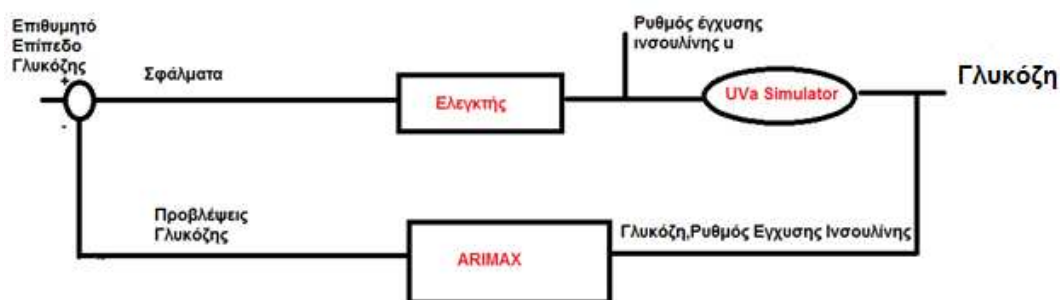 Επιθυμητό
Επίπεδο
Γλυκόζης
+
-
Σφάλματα
Ελεγκτής
Ρυθμός έγχυσης
ινσουλίνης u
UVa Simulator
Γλυκόζη
Προβλέψεις
Γλυκόζης
ARIMAX
Γλυκόζη,Ρυθμός Εγχυσης Ινσουλίνης